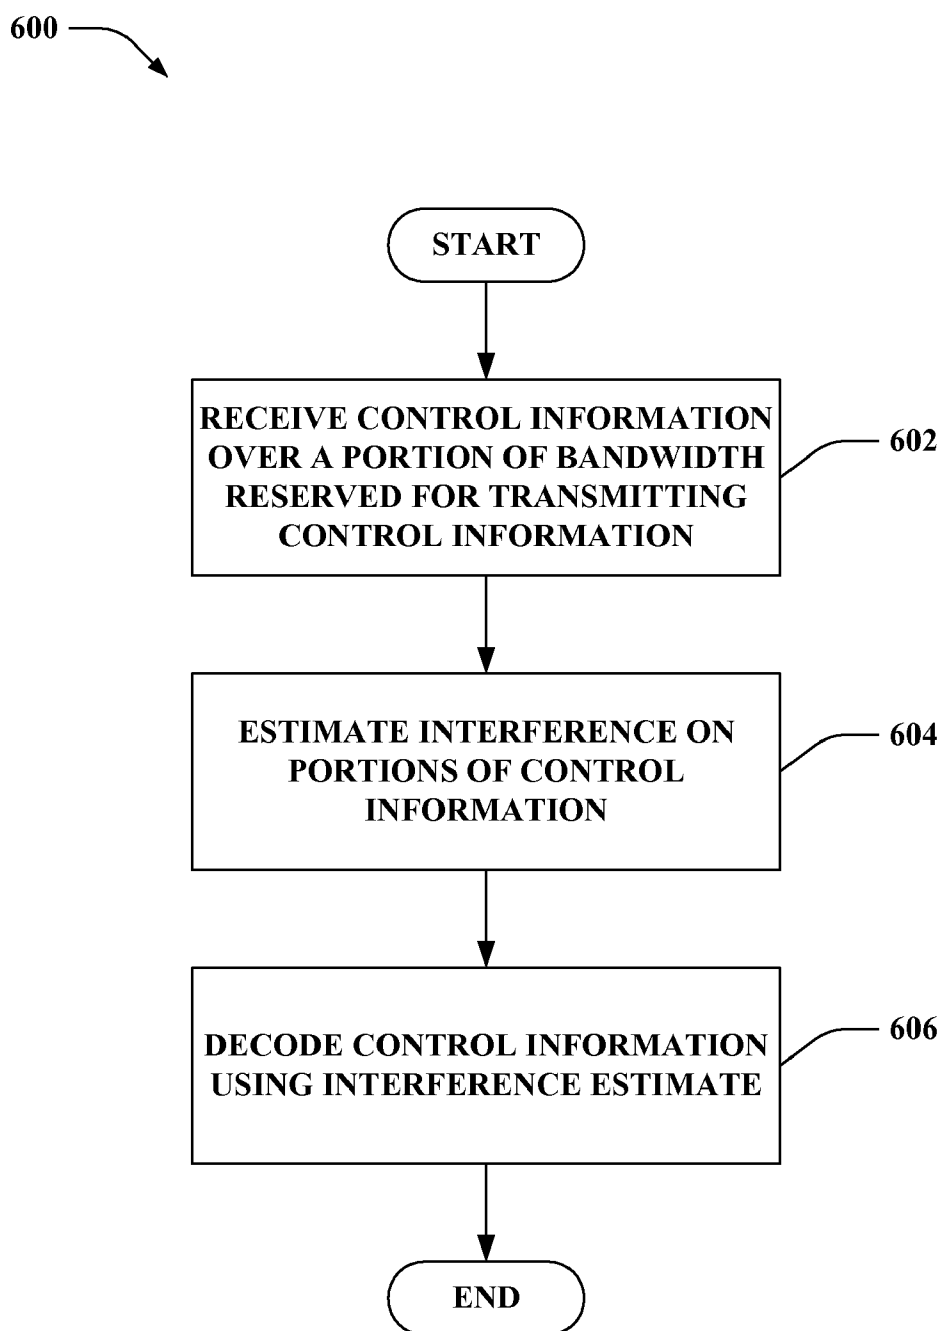 600
START
RECEIVE CONTROL INFORMATION
OVER A PORTION OF BANDWIDTH
RESERVED FOR TRANSMITTING
CONTROL INFORMATION
602
ESTIMATE INTERFERENCE ON
PORTIONS OF CONTROL
INFORMATION
604
DECODE CONTROL INFORMATION
USING INTERFERENCE ESTIMATE
606
END